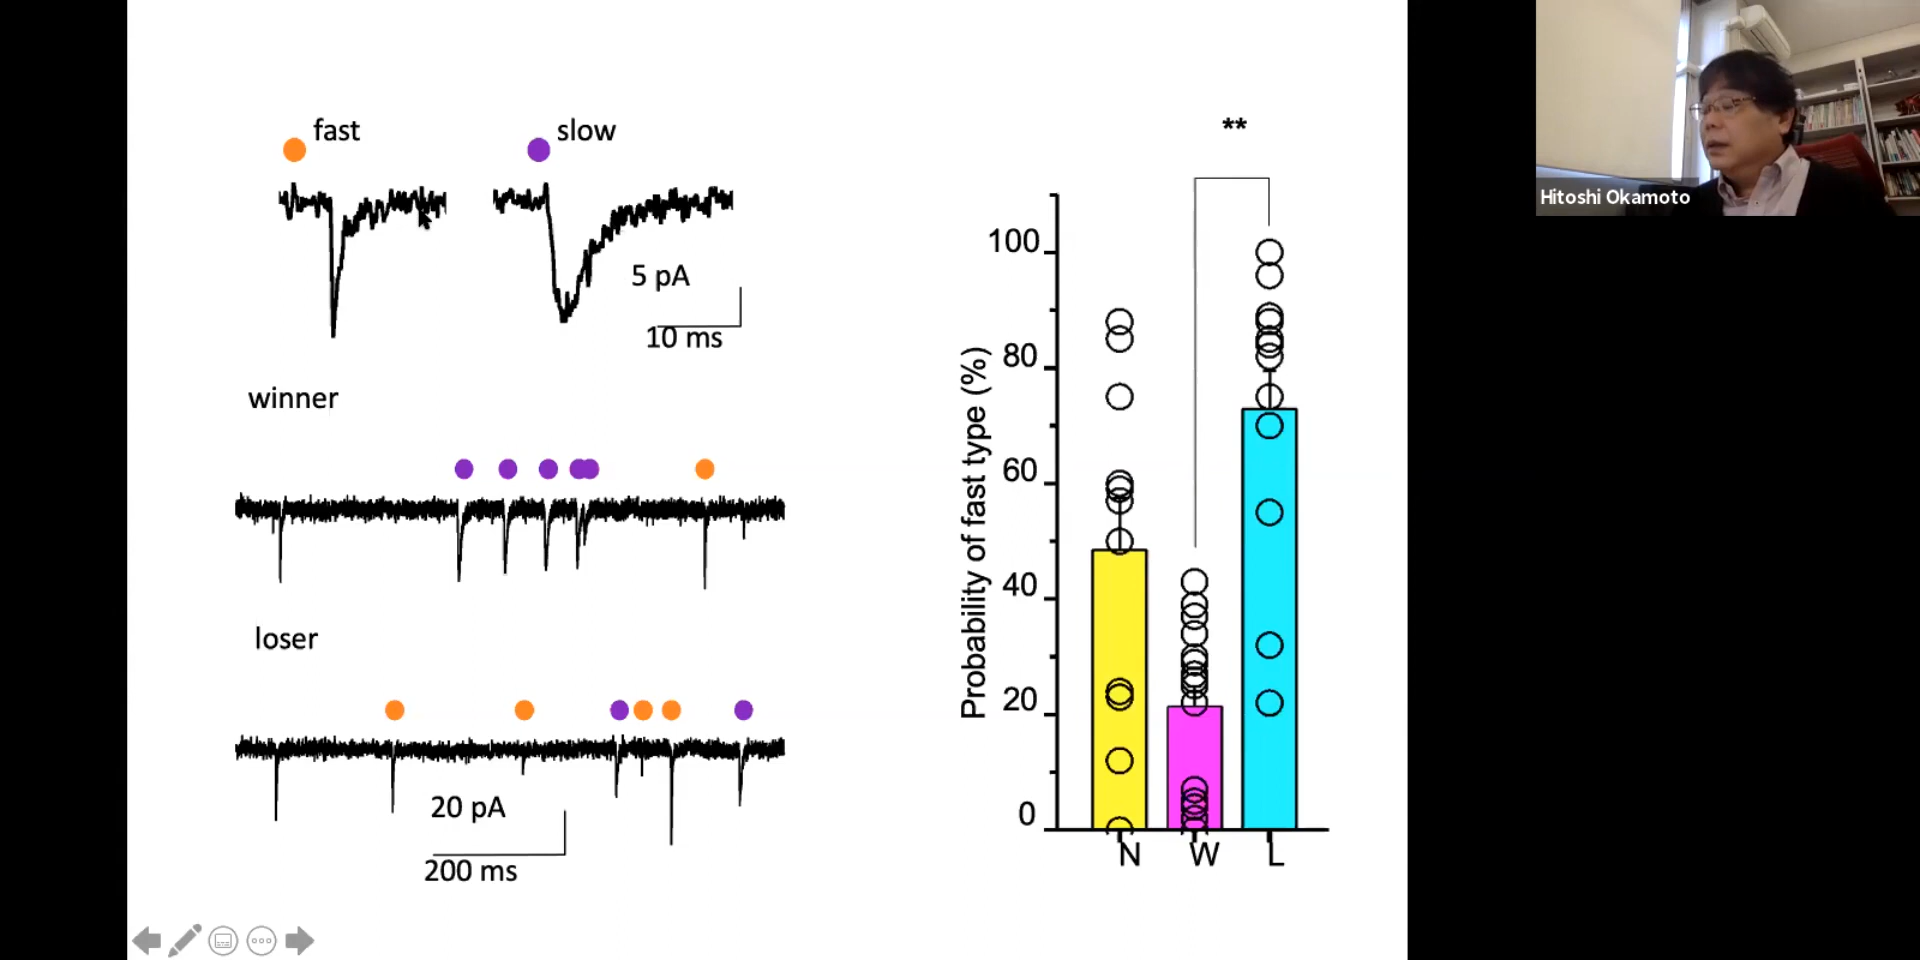 fast
slow
5 pA
10 ms
winner
loser
20 pA
200 ms
**
Probability of fast type (%)
100
80
60
40
20
0
N
W
L
Hitoshi Okamoto